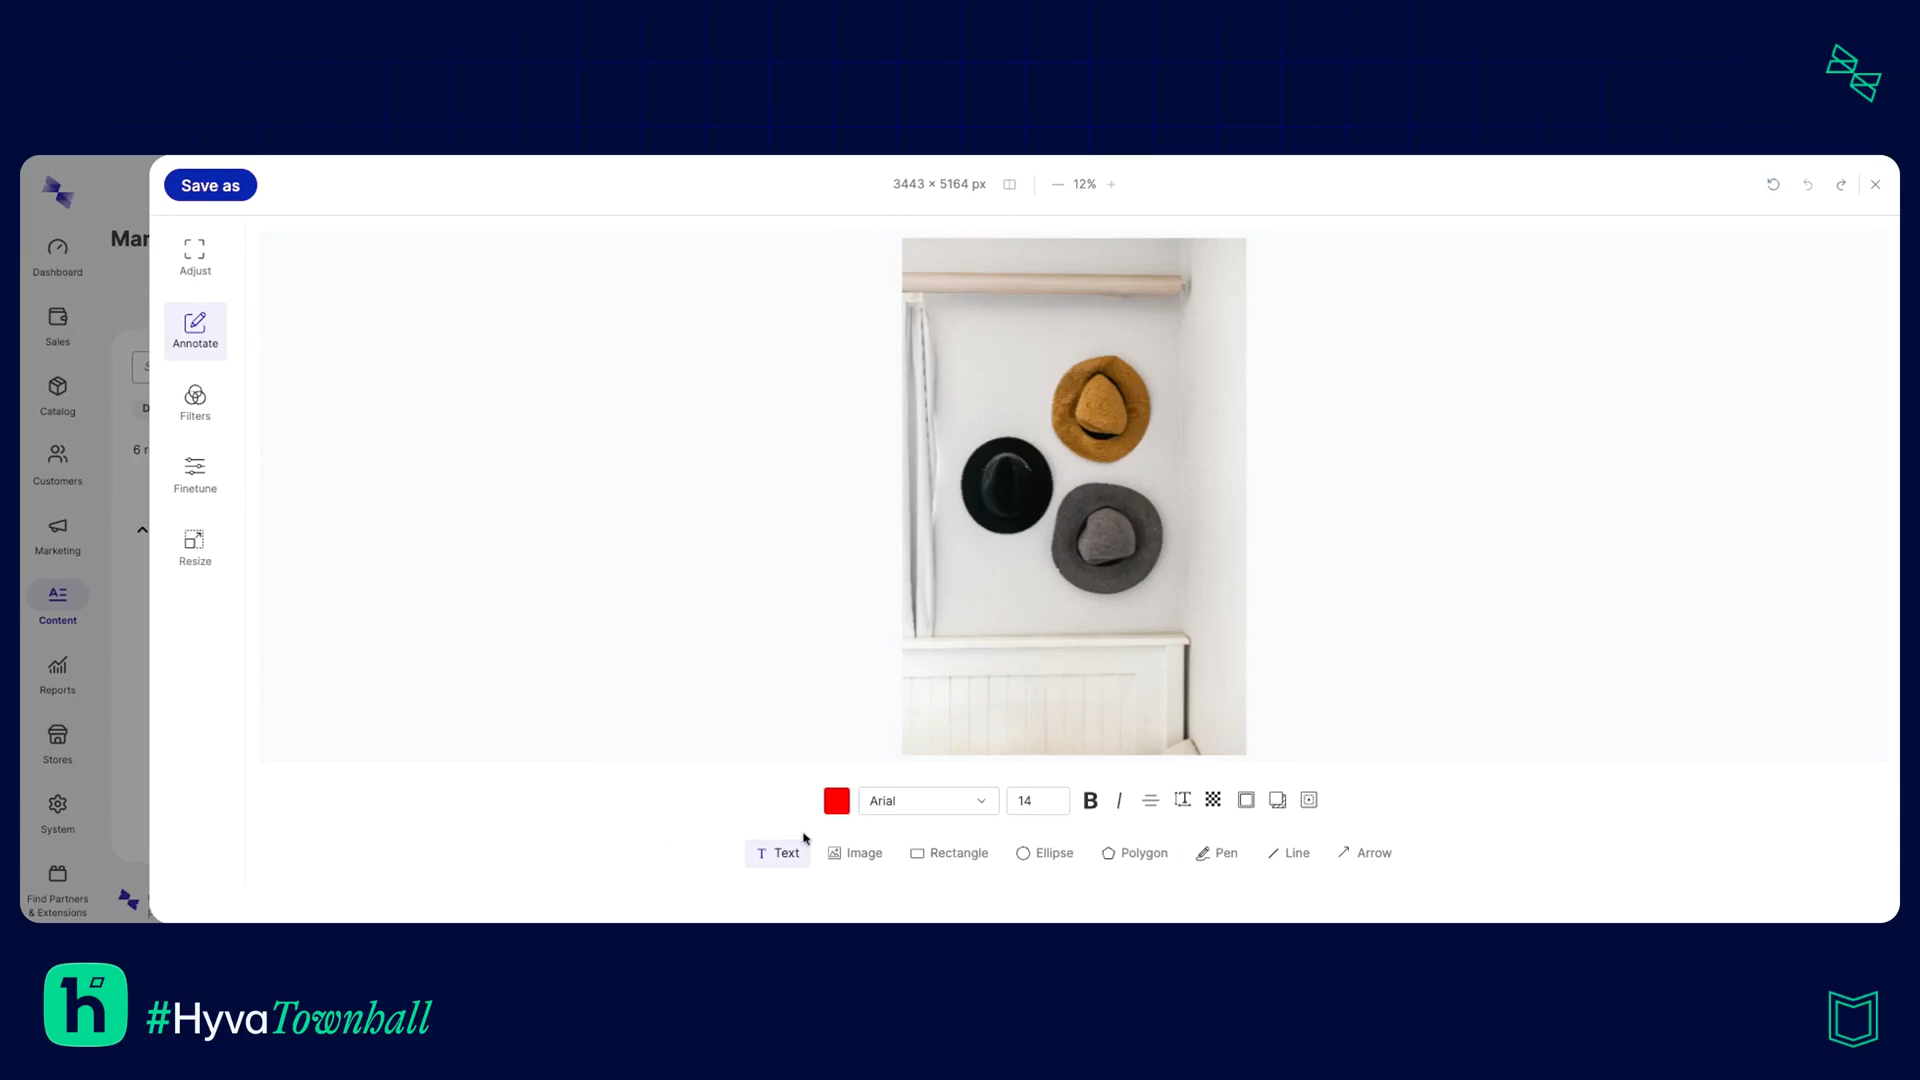 Save as
3443 × 5164 px
12%
Mar
Dashboard
Sales
Catalog
Customers
Marketing
Content
Reports
Stores
System
Find Partners
& Extensions
S
D
6 r
Adjust
Annotate
Filters
Finetune
Resize
Arial
14
B
I
T Text
Image
Rectangle
Ellipse
Polygon
Pen
Line
Arrow
h
#HyvaTownhall